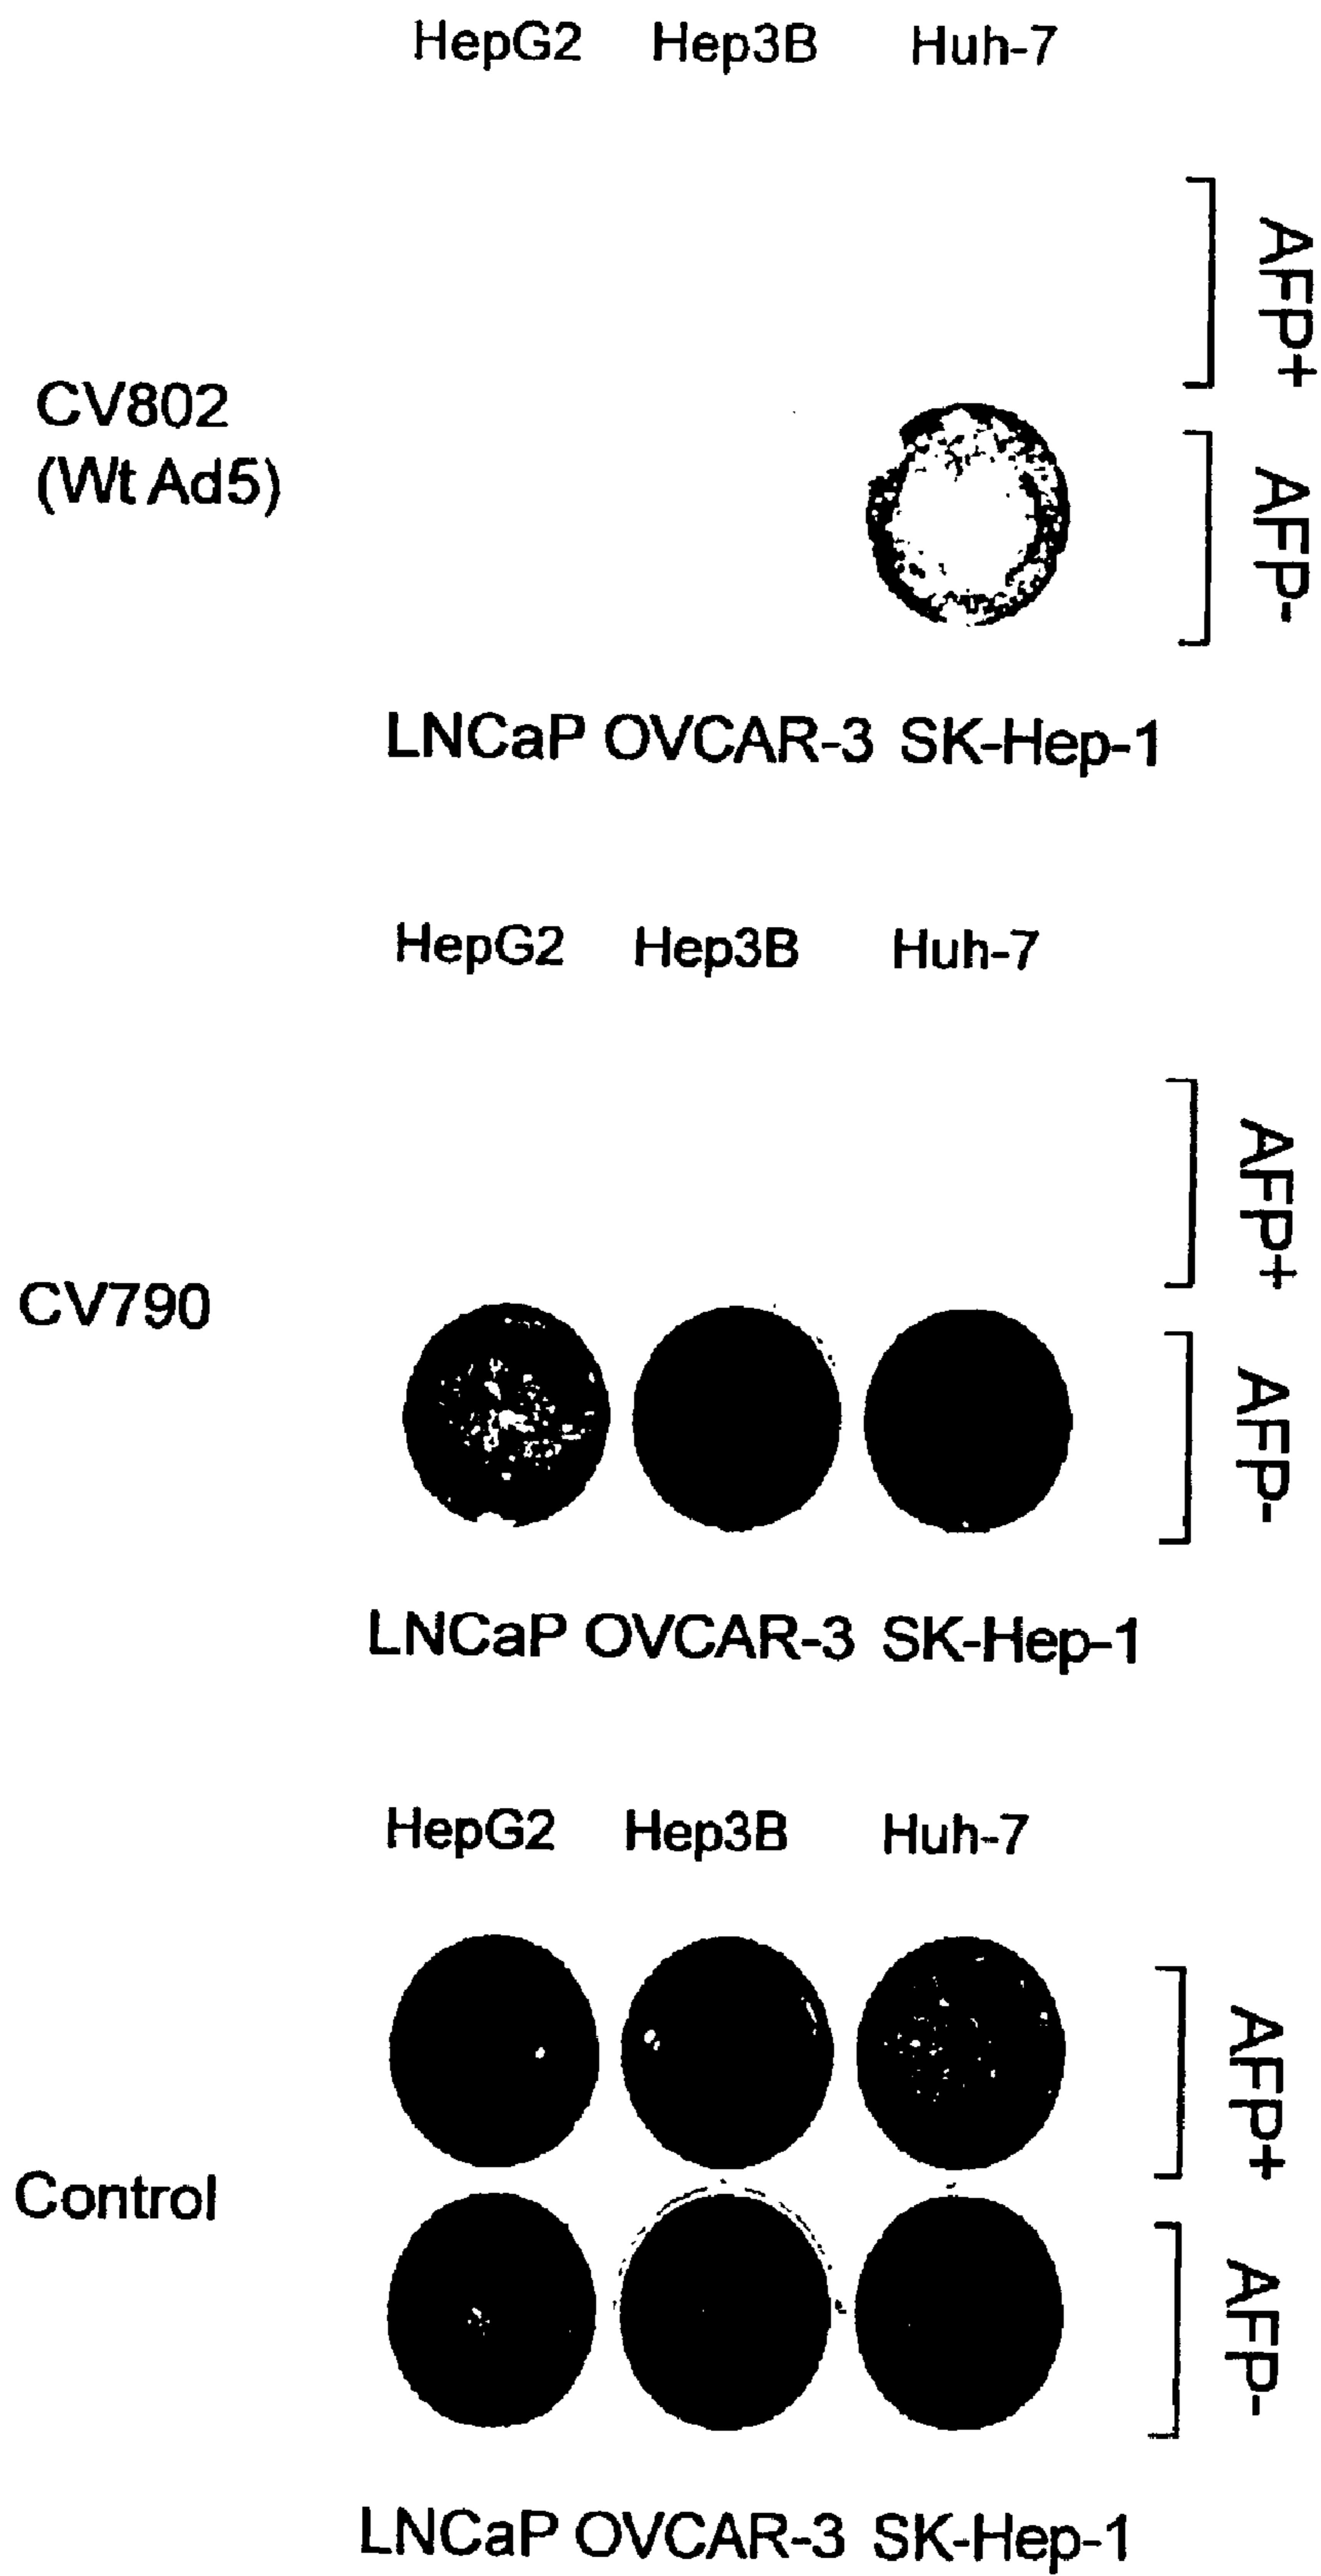 HepG2 Hep3B Huh-7
AFP+
CV802
(Wt Ad5)
AFP-
LNCaP OVCAR-3 SK-Hep-1
HepG2 Hep3B Huh-7
AFP+
CV790
AFP-
LNCaP OVCAR-3 SK-Hep-1
HepG2 Hep3B Huh-7
AFP+
Control
AFP-
LNCaP OVCAR-3 SK-Hep-1